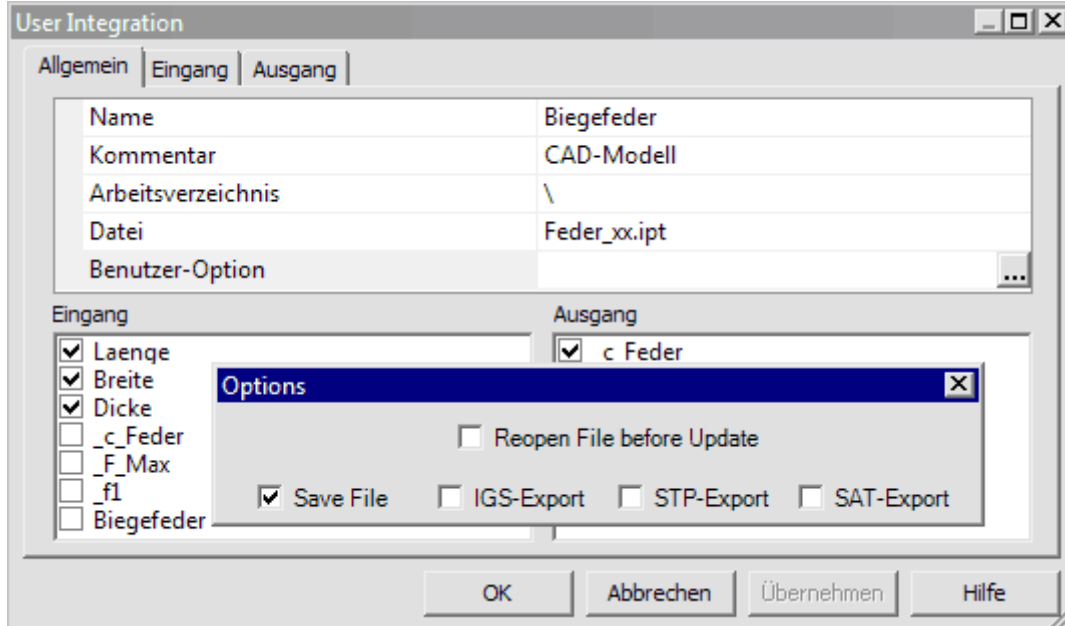 User Integration
Allgemein Eingang Ausgang
Name Biegefeder
Kommentar CAD-Modell
Arbeitsverzeichnis \
Datei Feder_xx.ipt
Benutzer-Option ...
Eingang Ausgang
Laenge c_Feder
Breite
Dicke
_c_Feder
_F_Max
_f1
Biegefeder
Options
Reopen File before Update
Save File IGS-Export STP-Export SAT-Export
OK Abbrechen Übernehmen Hilfe